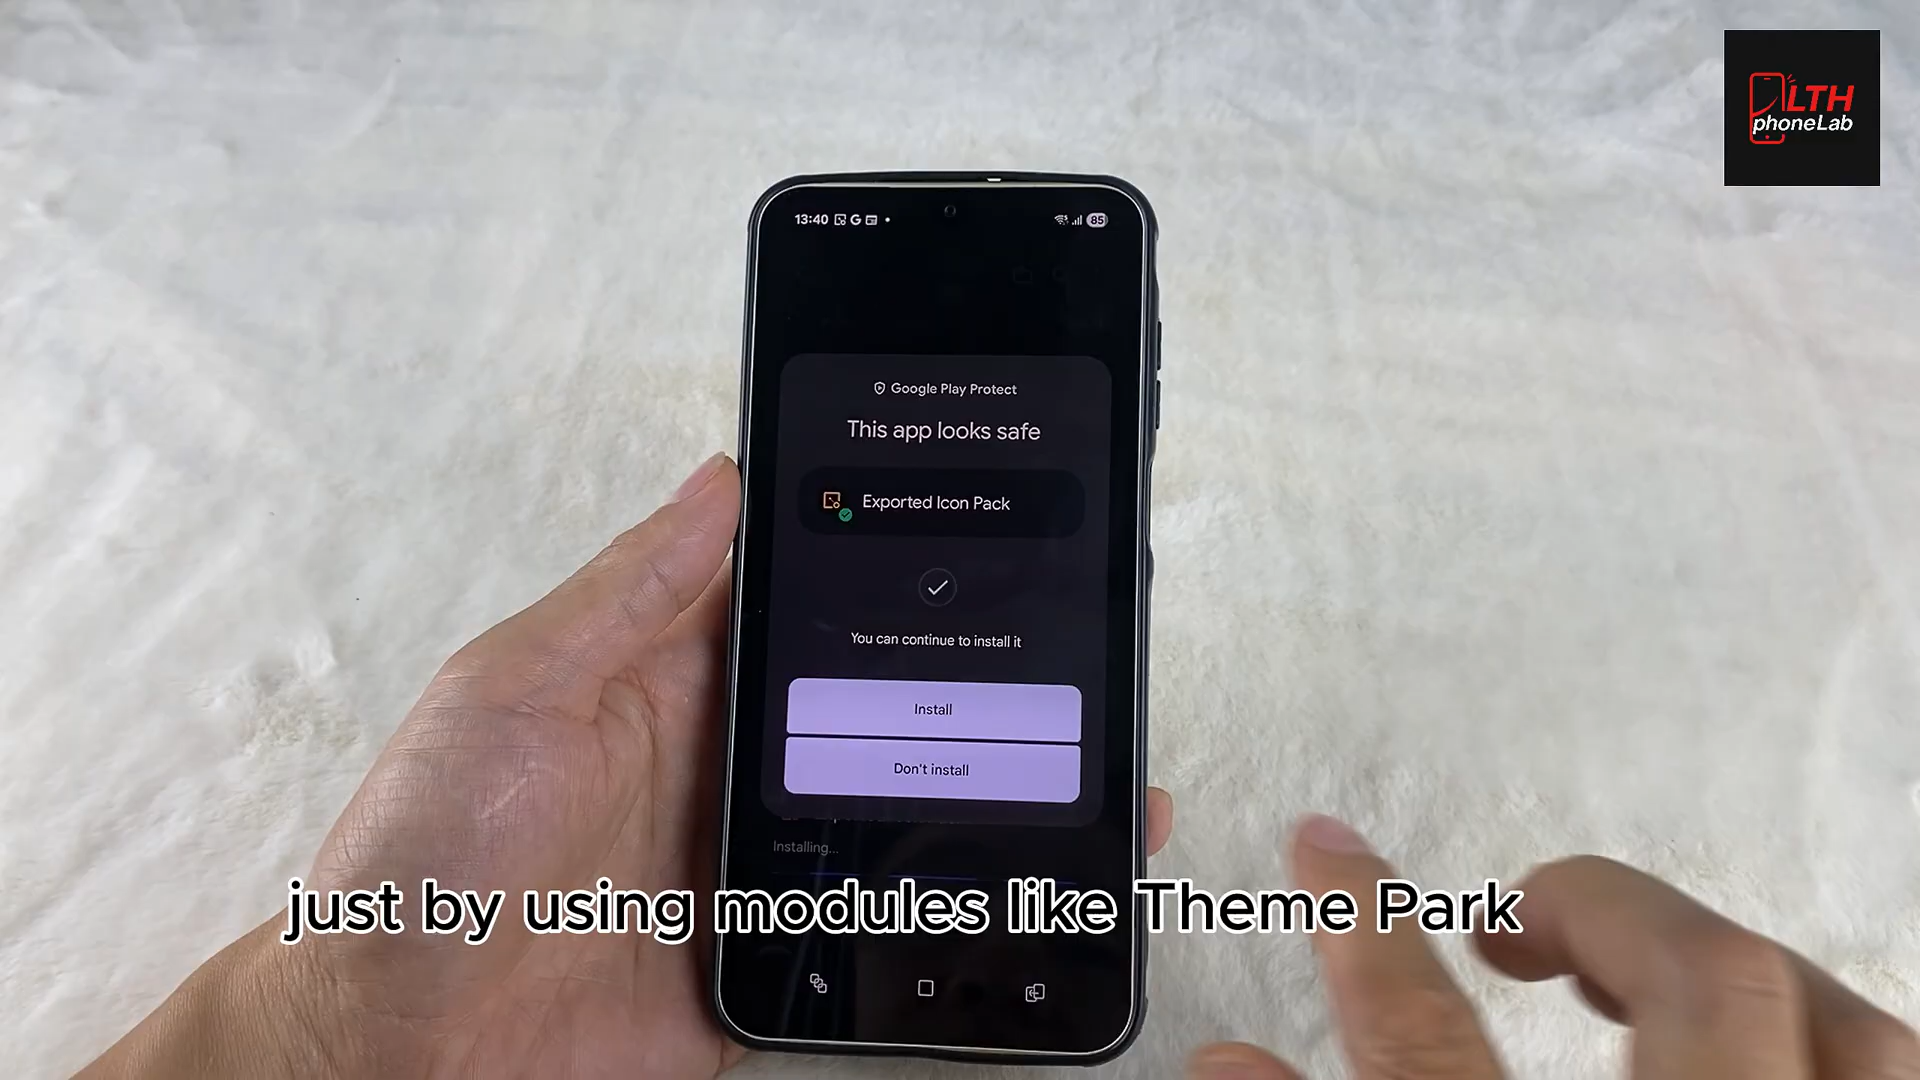 LTH
phoneLab
13:40 G 85
Google Play Protect
This app looks safe
Exported Icon Pack
You can continue to install it
Install
Don't install
Installing...
just by using modules like Theme Park